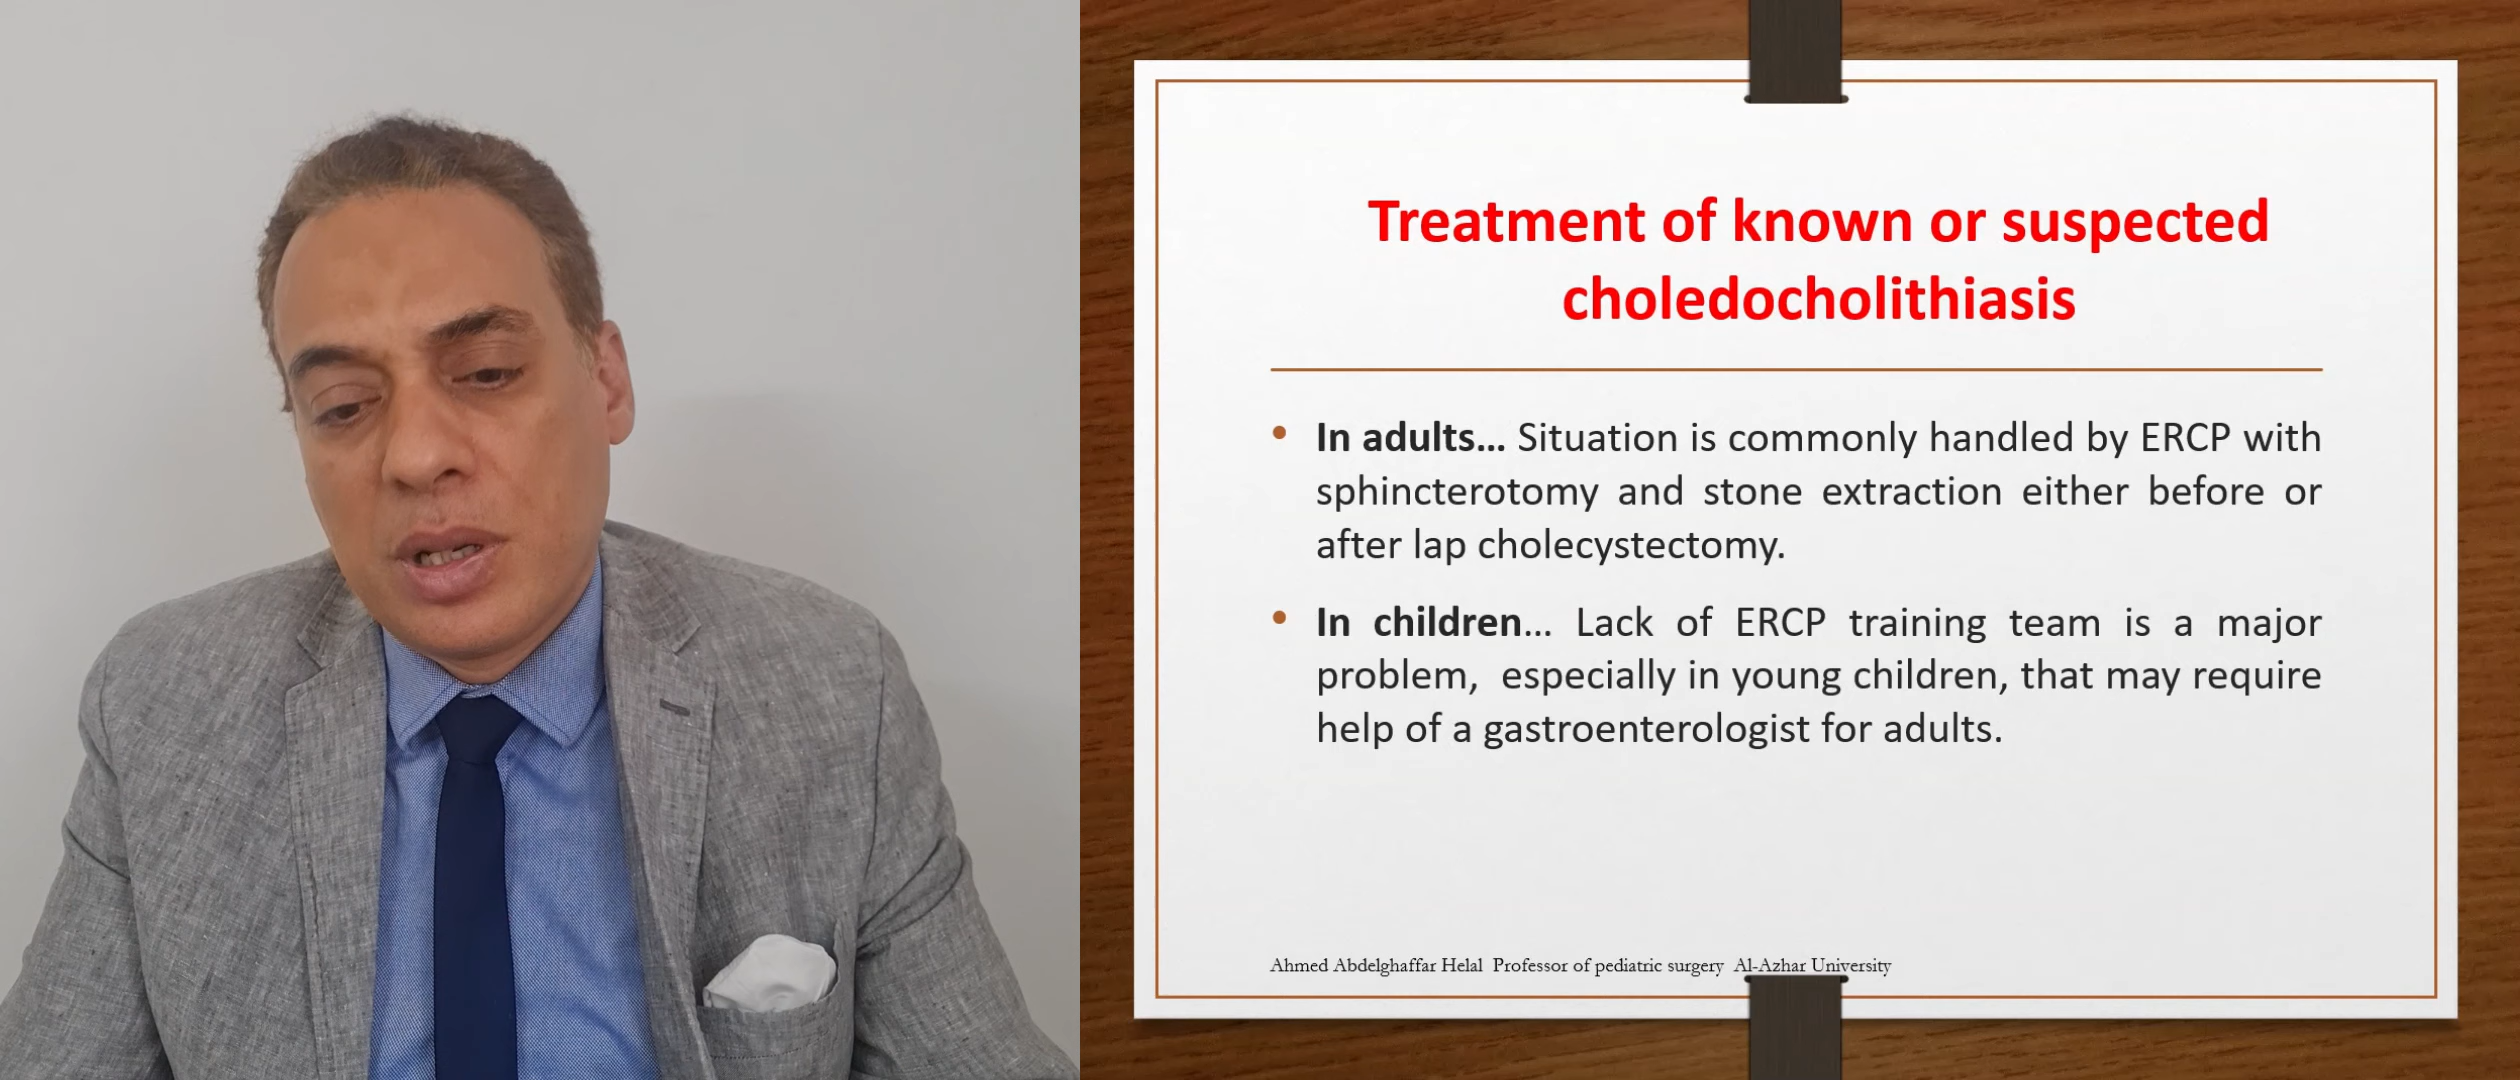 Treatment of known or suspected
choledocholithiasis
• In adults... Situation is commonly handled by ERCP with
sphincterotomy and stone extraction either before or
after lap cholecystectomy.
• In children... Lack of ERCP training team is a major
problem, especially in young children, that may require
help of a gastroenterologist for adults.
Ahmed Abdelghaffar Helal Professor of pediatric surgery Al-Azhar University